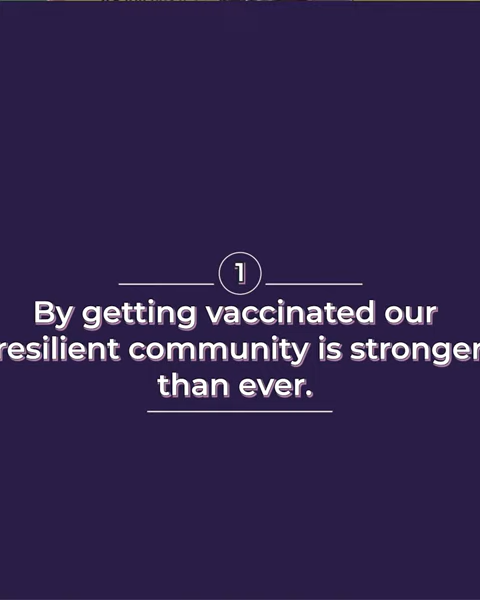 1
By getting vaccinated our
resilient community is stronger
than ever.